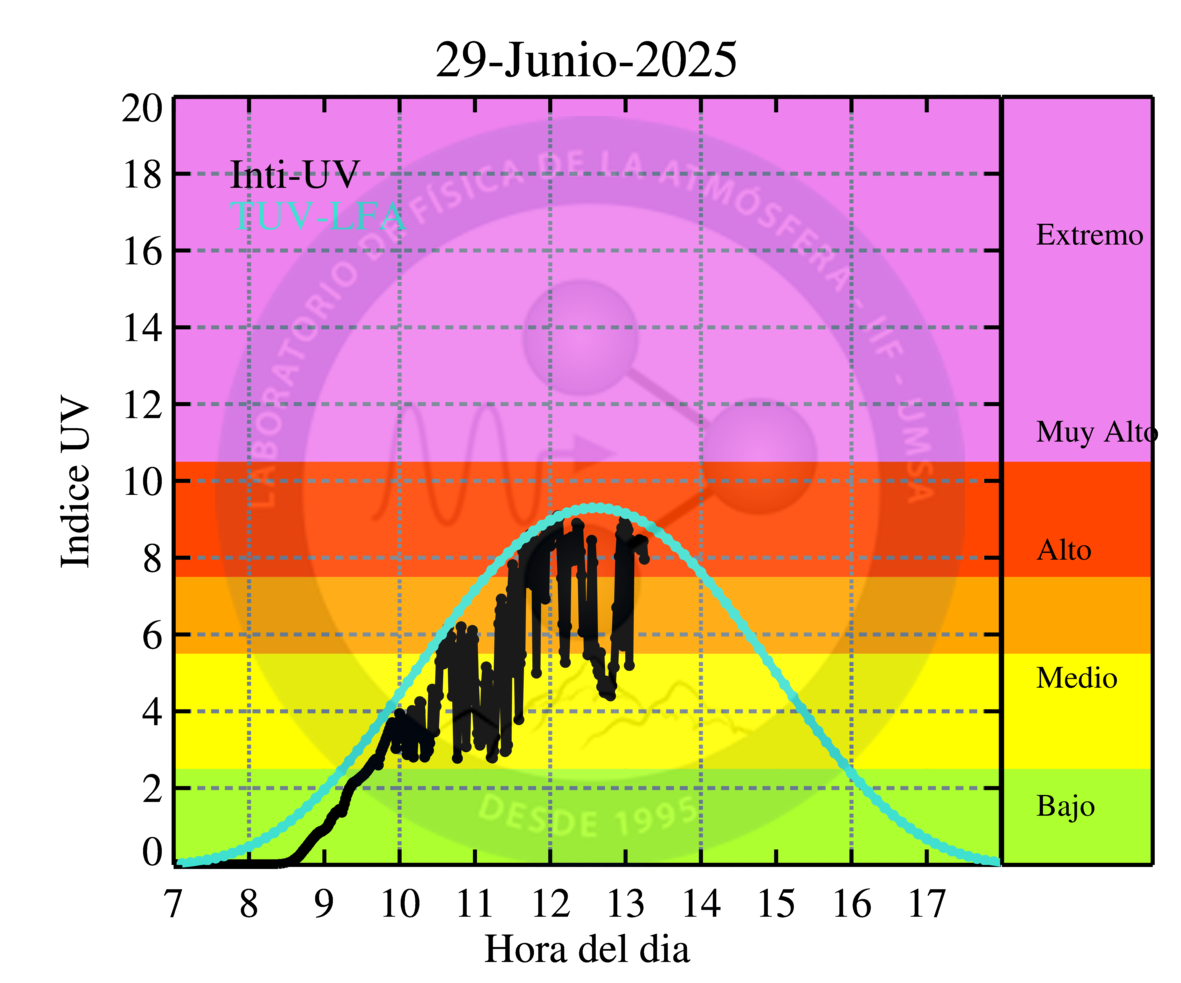 29-Junio-2025
Inti-UV
TUV-LFA
LABORATORIO DE FÍSICA DE LA ATMÓSFERA - IIF - UMSA
DESDE 1995
Indice UV
20
18
16
14
12
10
8
6
4
2
0
7 8 9 10 11 12 13 14 15 16 17
Hora del dia
Extremo
Muy Alto
Alto
Medio
Bajo